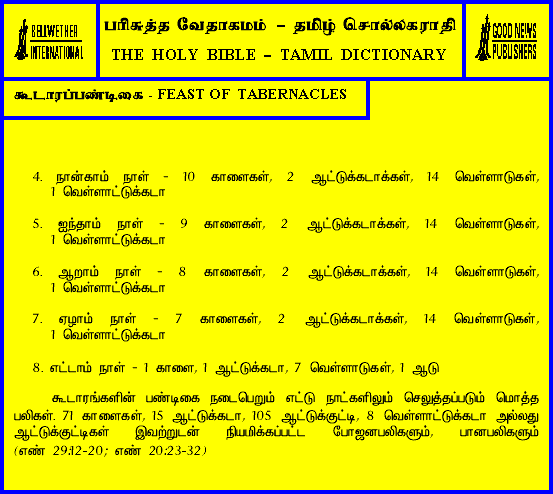 BELLWETHER
INTERNATIONAL
பரிசுத்த வேதாகமம் – தமிழ் சொல்லகராதி
THE HOLY BIBLE – TAMIL DICTIONARY
GOOD NEWS
PUBLISHERS
கூடாரப்பண்டிகை - FEAST OF TABERNACLES
4. நான்காம் நாள் - 10 காளைகள், 2 ஆட்டுக்கடாக்கள், 14 வெள்ளாடுகள்,
1 வெள்ளாட்டுக்கடா
5. ஐந்தாம் நாள் - 9 காளைகள், 2 ஆட்டுக்கடாக்கள், 14 வெள்ளாடுகள்,
1 வெள்ளாட்டுக்கடா
6. ஆறாம் நாள் - 8 காளைகள், 2 ஆட்டுக்கடாக்கள், 14 வெள்ளாடுகள்,
1 வெள்ளாட்டுக்கடா
7. ஏழாம் நாள் - 7 காளைகள், 2 ஆட்டுக்கடாக்கள், 14 வெள்ளாடுகள்,
1 வெள்ளாட்டுக்கடா
8. எட்டாம் நாள் - 1 காளை, 1 ஆட்டுக்கடா, 7 வெள்ளாடுகள், 1 ஆடு
கூடாரங்களின் பண்டிகை நடைபெறும் எட்டு நாட்களிலும் செலுத்தப்படும் மொத்த
பலிகள். 71 காளைகள், 15 ஆட்டுக்கடா, 105 ஆட்டுக்குட்டி, 8 வெள்ளாட்டுக்கடா அல்லது
ஆட்டுக்குட்டிகள் இவற்றுடன் நியமிக்கப்பட்ட போஜனபலிகளும், பானபலிகளும்
(எண் 29:12-20; எண் 20:23-32)